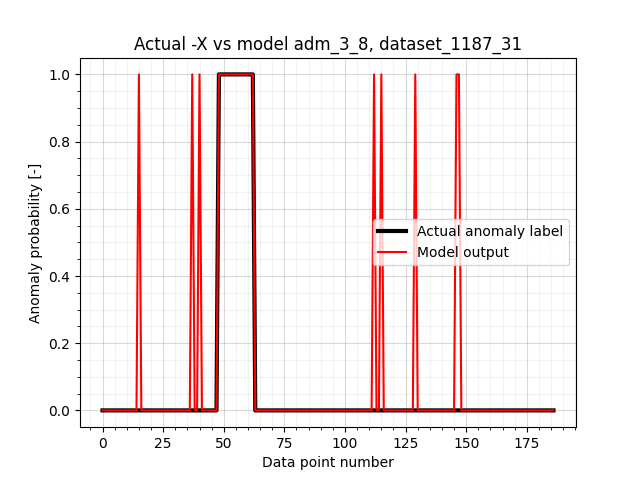 Actual -X vs model adm_3_8, dataset_1187_31
Anomaly probability [-]
1.0
0.8
0.6
0.4
0.2
0.0
Actual anomaly label
Model output
0 25 50 75 100 125 150 175
Data point number